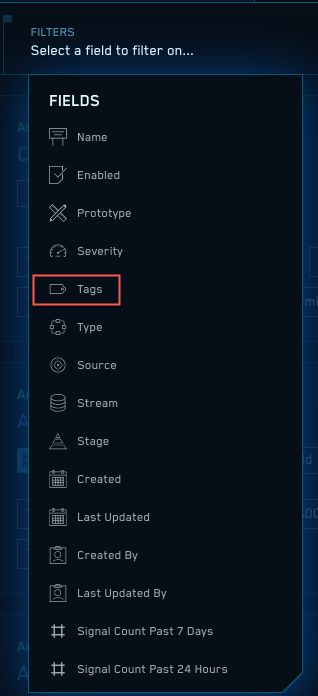 FILTERS
Select a field to filter on...
FIELDS
Name
Enabled
Prototype
Severity
Tags
Type
Source
Stream
Stage
Created
Last Updated
Created By
Last Updated By
Signal Count Past 7 Days
Signal Count Past 24 Hours